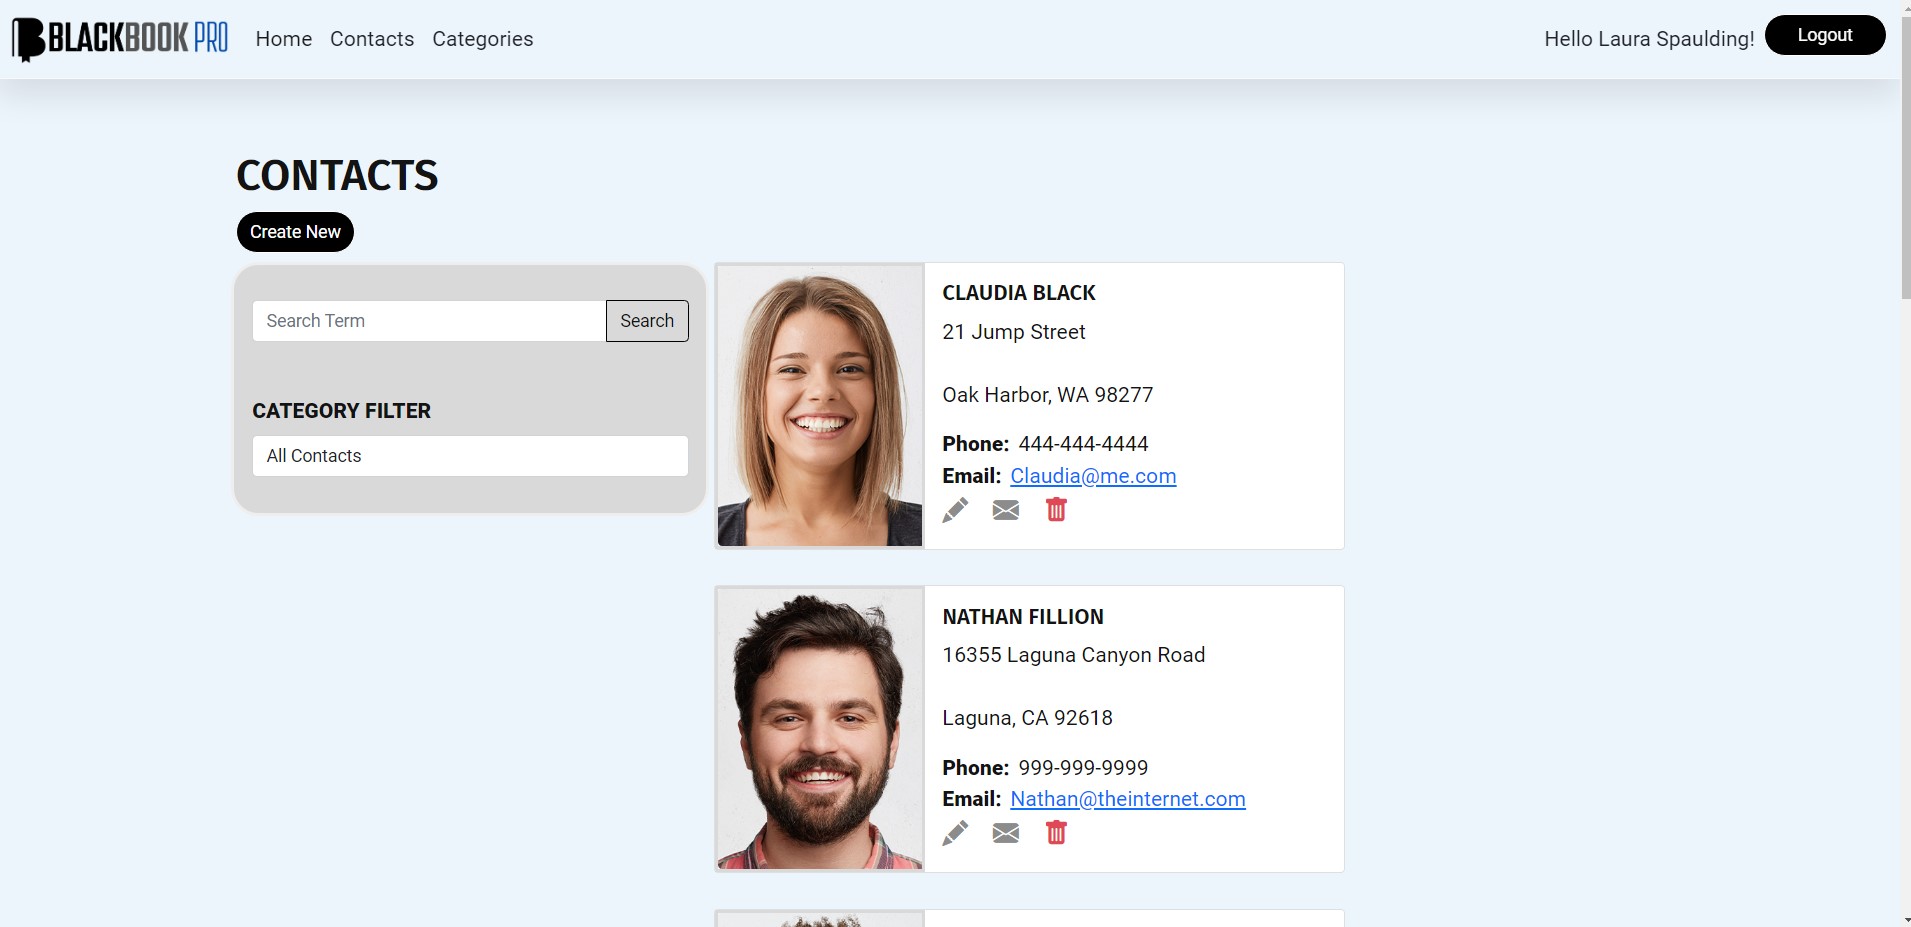 BLACKBOOK PRO
Home Contacts Categories
Hello Laura Spaulding!
Logout
CONTACTS
Create New
Search Term
Search
CATEGORY FILTER
All Contacts
CLAUDIA BLACK
21 Jump Street
Oak Harbor, WA 98277
Phone: 444-444-4444
Email: Claudia@me.com
NATHAN FILLION
16355 Laguna Canyon Road
Laguna, CA 92618
Phone: 999-999-9999
Email: Nathan@theinternet.com